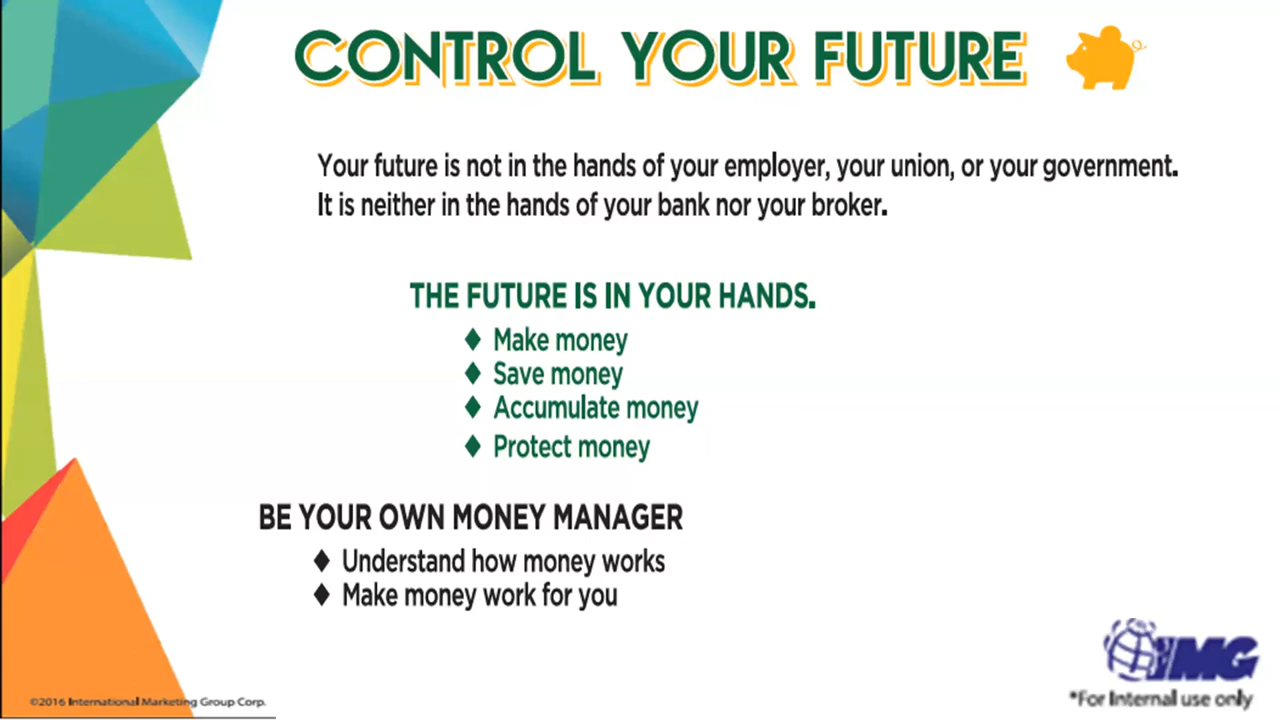 CONTROL YOUR FUTURE
Your future is not in the hands of your employer, your union, or your government.
It is neither in the hands of your bank nor your broker.
THE FUTURE IS IN YOUR HANDS.
♦ Make money
♦ Save money
♦ Accumulate money
♦ Protect money
BE YOUR OWN MONEY MANAGER
♦ Understand how money works
♦ Make money work for you
IMG
©2016 International Marketing Group Corp.
*For Internal use only